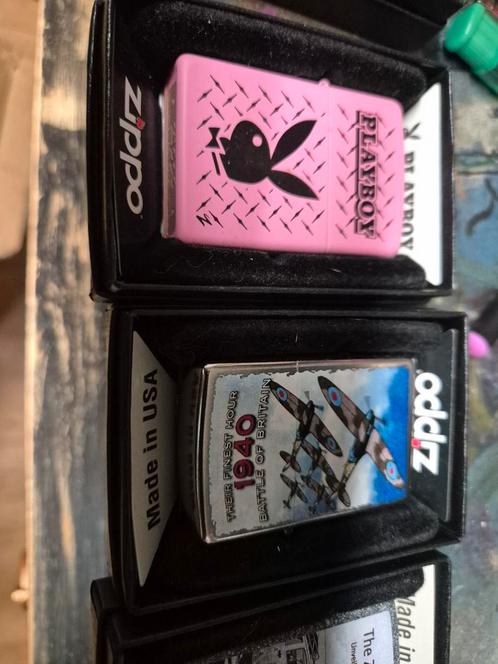 zippo
PLAYBOY
PLAYBOY
Made in USA
THEIR FINEST HOUR
1940
BATTLE OF BRITAIN
zippo
Made in
The